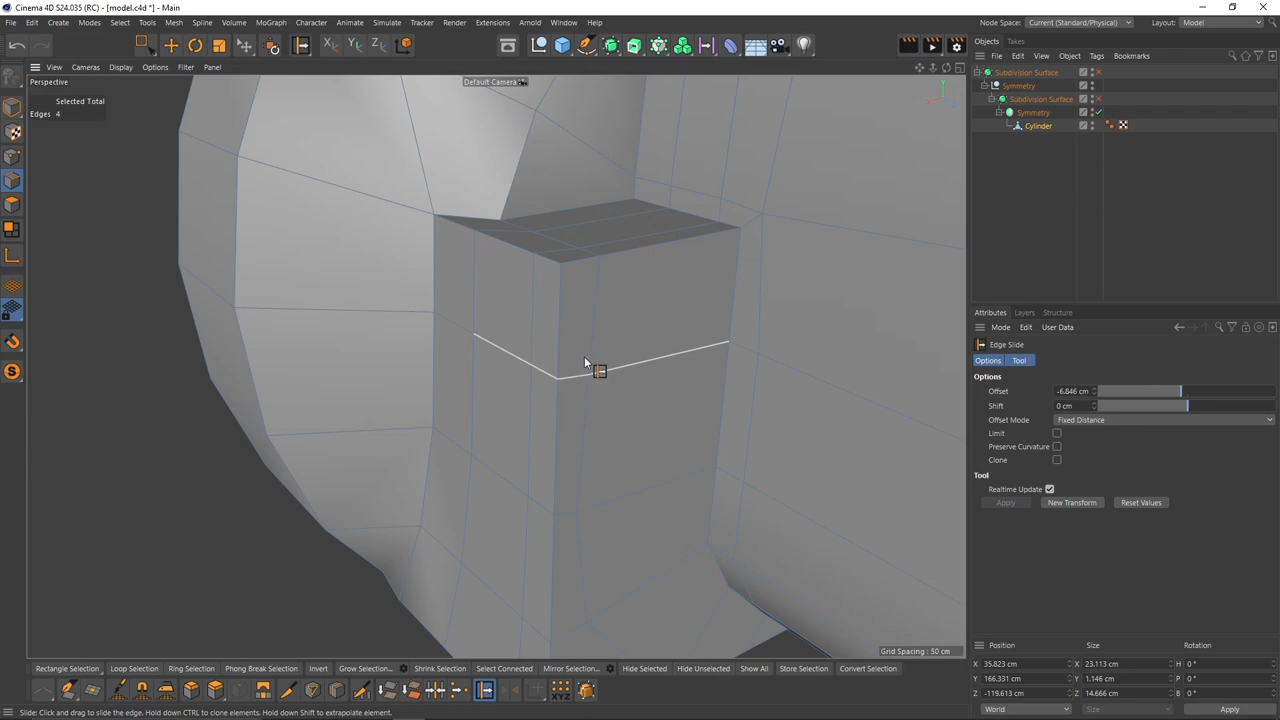 Cinema 4D S24.035 (RC) - [model.c4d *] - Main
File Edit Create Modes Select Tools Mesh Spline Volume MoGraph Character Animate Simulate Tracker Render Extensions Arnold Window Help
Node Space: Current (Standard/Physical) Layout: Model
X Y Z
View Cameras Display Options Filter Panel
Objects Takes
File Edit View Object Tags Bookmarks
Perspective
Default Camera
Selected Total
Edges 4
Subdivision Surface
Symmetry
Subdivision Surface
Symmetry
Cylinder
Attributes Layers Structure
Mode Edit User Data
Edge Slide
Options Tool
Options
Offset -6.846 cm
Shift 0 cm
Offset Mode Fixed Distance
Limit
Preserve Curvature
Clone
Tool
Realtime Update
Apply New Transform Reset Values
Grid Spacing : 50 cm
Position Size Rotation
X 35.823 cm X 23.113 cm H 0 °
Y 166.331 cm Y 1.146 cm P 0 °
Z -119.613 cm Z 14.666 cm B 0 °
World Size Apply
Rectangle Selection Loop Selection Ring Selection Phong Break Selection Invert Grow Selection... Shrink Selection Select Connected Mirror Selection... Hide Selected Hide Unselected Show All Store Selection Convert Selection
XYZ
Slide: Click and drag to slide the edge. Hold down CTRL to clone elements. Hold down Shift to extrapolate element.